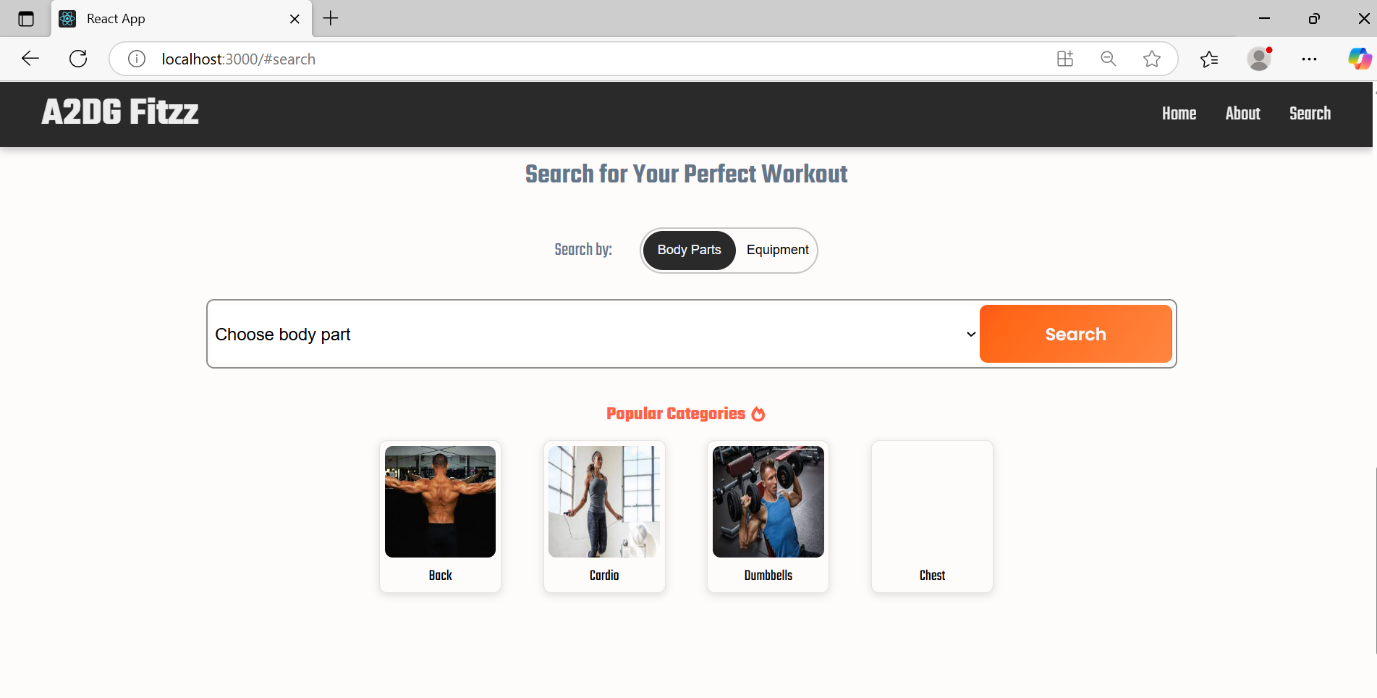 React App
localhost:3000/#search
A2DG Fitzz
Home About Search
Search for Your Perfect Workout
Search by: Body Parts Equipment
Choose body part Search
Popular Categories
Back Cardio Dumbbells Chest